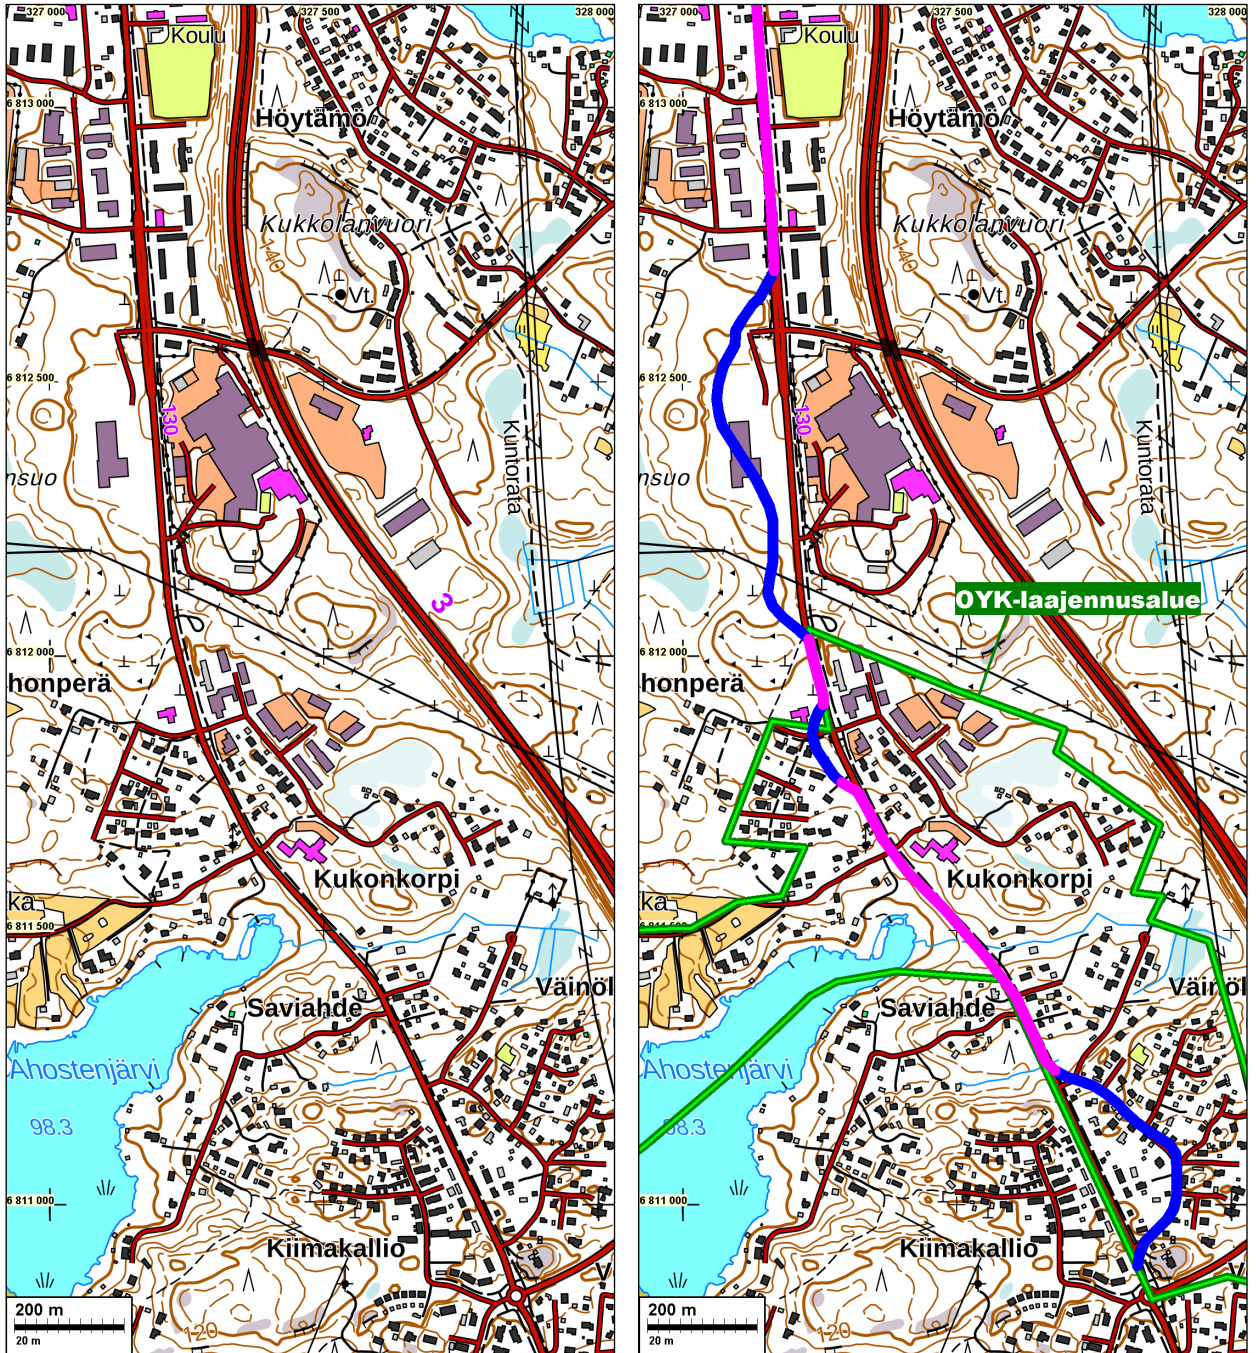 327 000
327 500
328 000
Koulu
6 813 000
Höytämö
Kukkolanvuori
140
Vt.
6 812 500
130
Kuntorata
nsuo
3
6 812 000
honperä
Kukonkorpi
ka
6 811 500
Väinöl
Saviahde
Ahostenjärvi
98.3
6 811 000
Kiimakallio
V
200 m
20 m
120
327 000
327 500
328 000
Koulu
6 813 000
Höytämö
Kukkolanvuori
140
Vt.
6 812 500
130
Kuntorata
nsuo
OYK-laajennusalue
6 812 000
honperä
Kukonkorpi
ka
6 811 500
Väinöl
Saviahde
Ahostenjärvi
98.3
6 811 000
Kiimakallio
V
200 m
20 m
120